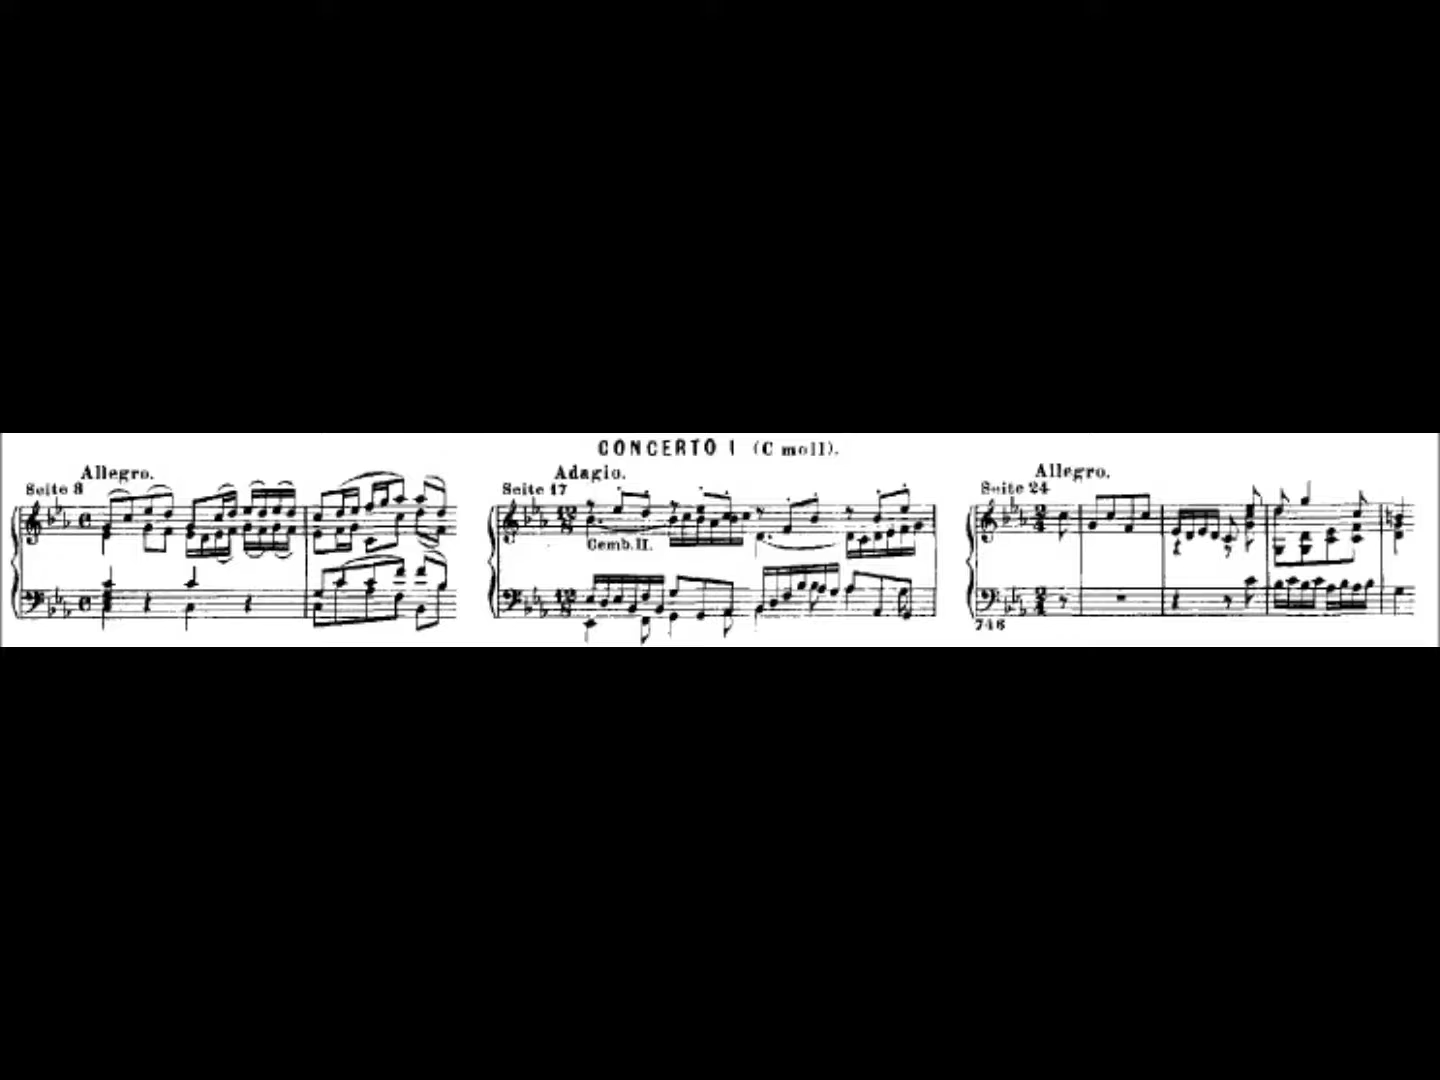 CONCERTO I (C moll).
Allegro.
Seite 8
Adagio.
Seite 17
Cemb. II.
Allegro.
Seite 24
746